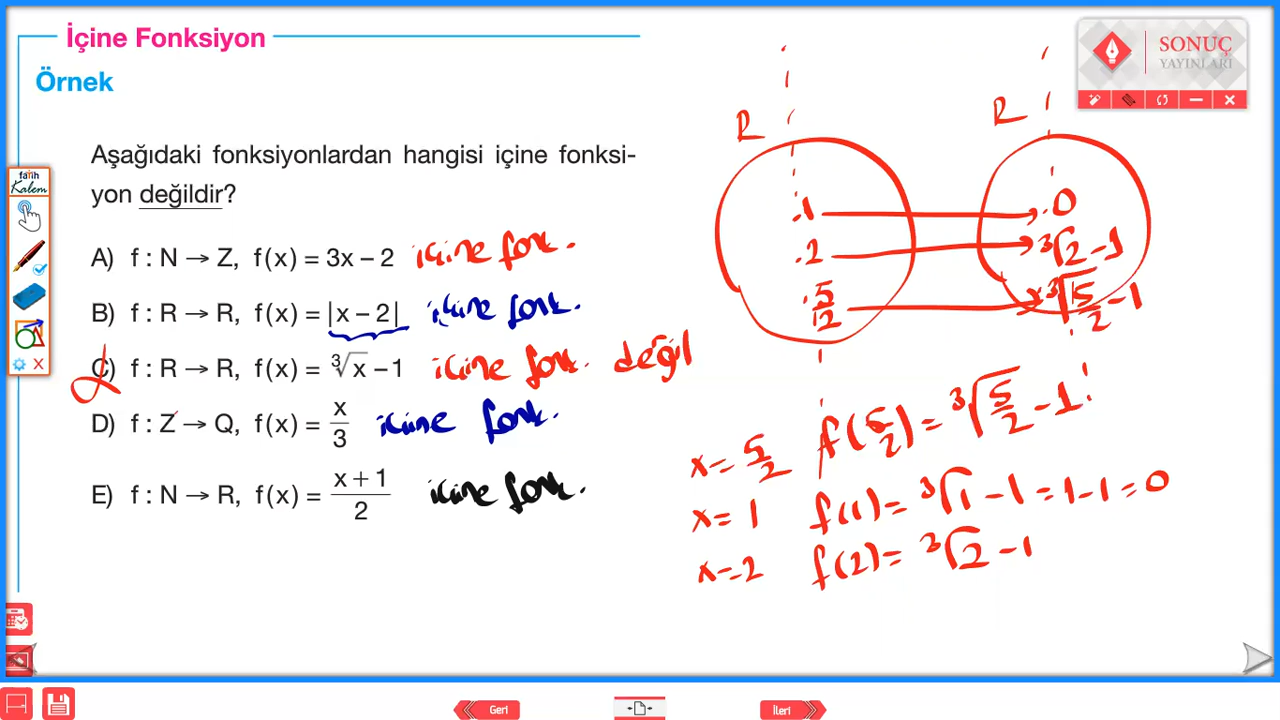 İçine Fonksiyon
Örnek
SONUÇ
YAYINLARI
fatih
Kalem
Aşağıdaki fonksiyonlardan hangisi içine fonksi-
yon değildir?
A) f : N → Z, f(x) = 3x – 2 içine fonk.
B) f : R → R, f(x) = |x – 2| içine fonk.
C) f : R → R, f(x) = ∛x – 1 içine fonk. değil
D) f : Z → Q, f(x) = x/3 içine fonk.
E) f : N → R, f(x) = (x + 1)/2 içine fonk.
R R
.1 .0
.2 ∛2 – 1
.5/2 ∛5/2 – 1
x = 5/2 f(5/2) = ∛5/2 – 1
x = 1 f(1) = ∛1 – 1 = 1 – 1 = 0
x = 2 f(2) = ∛2 – 1
Geri
İleri